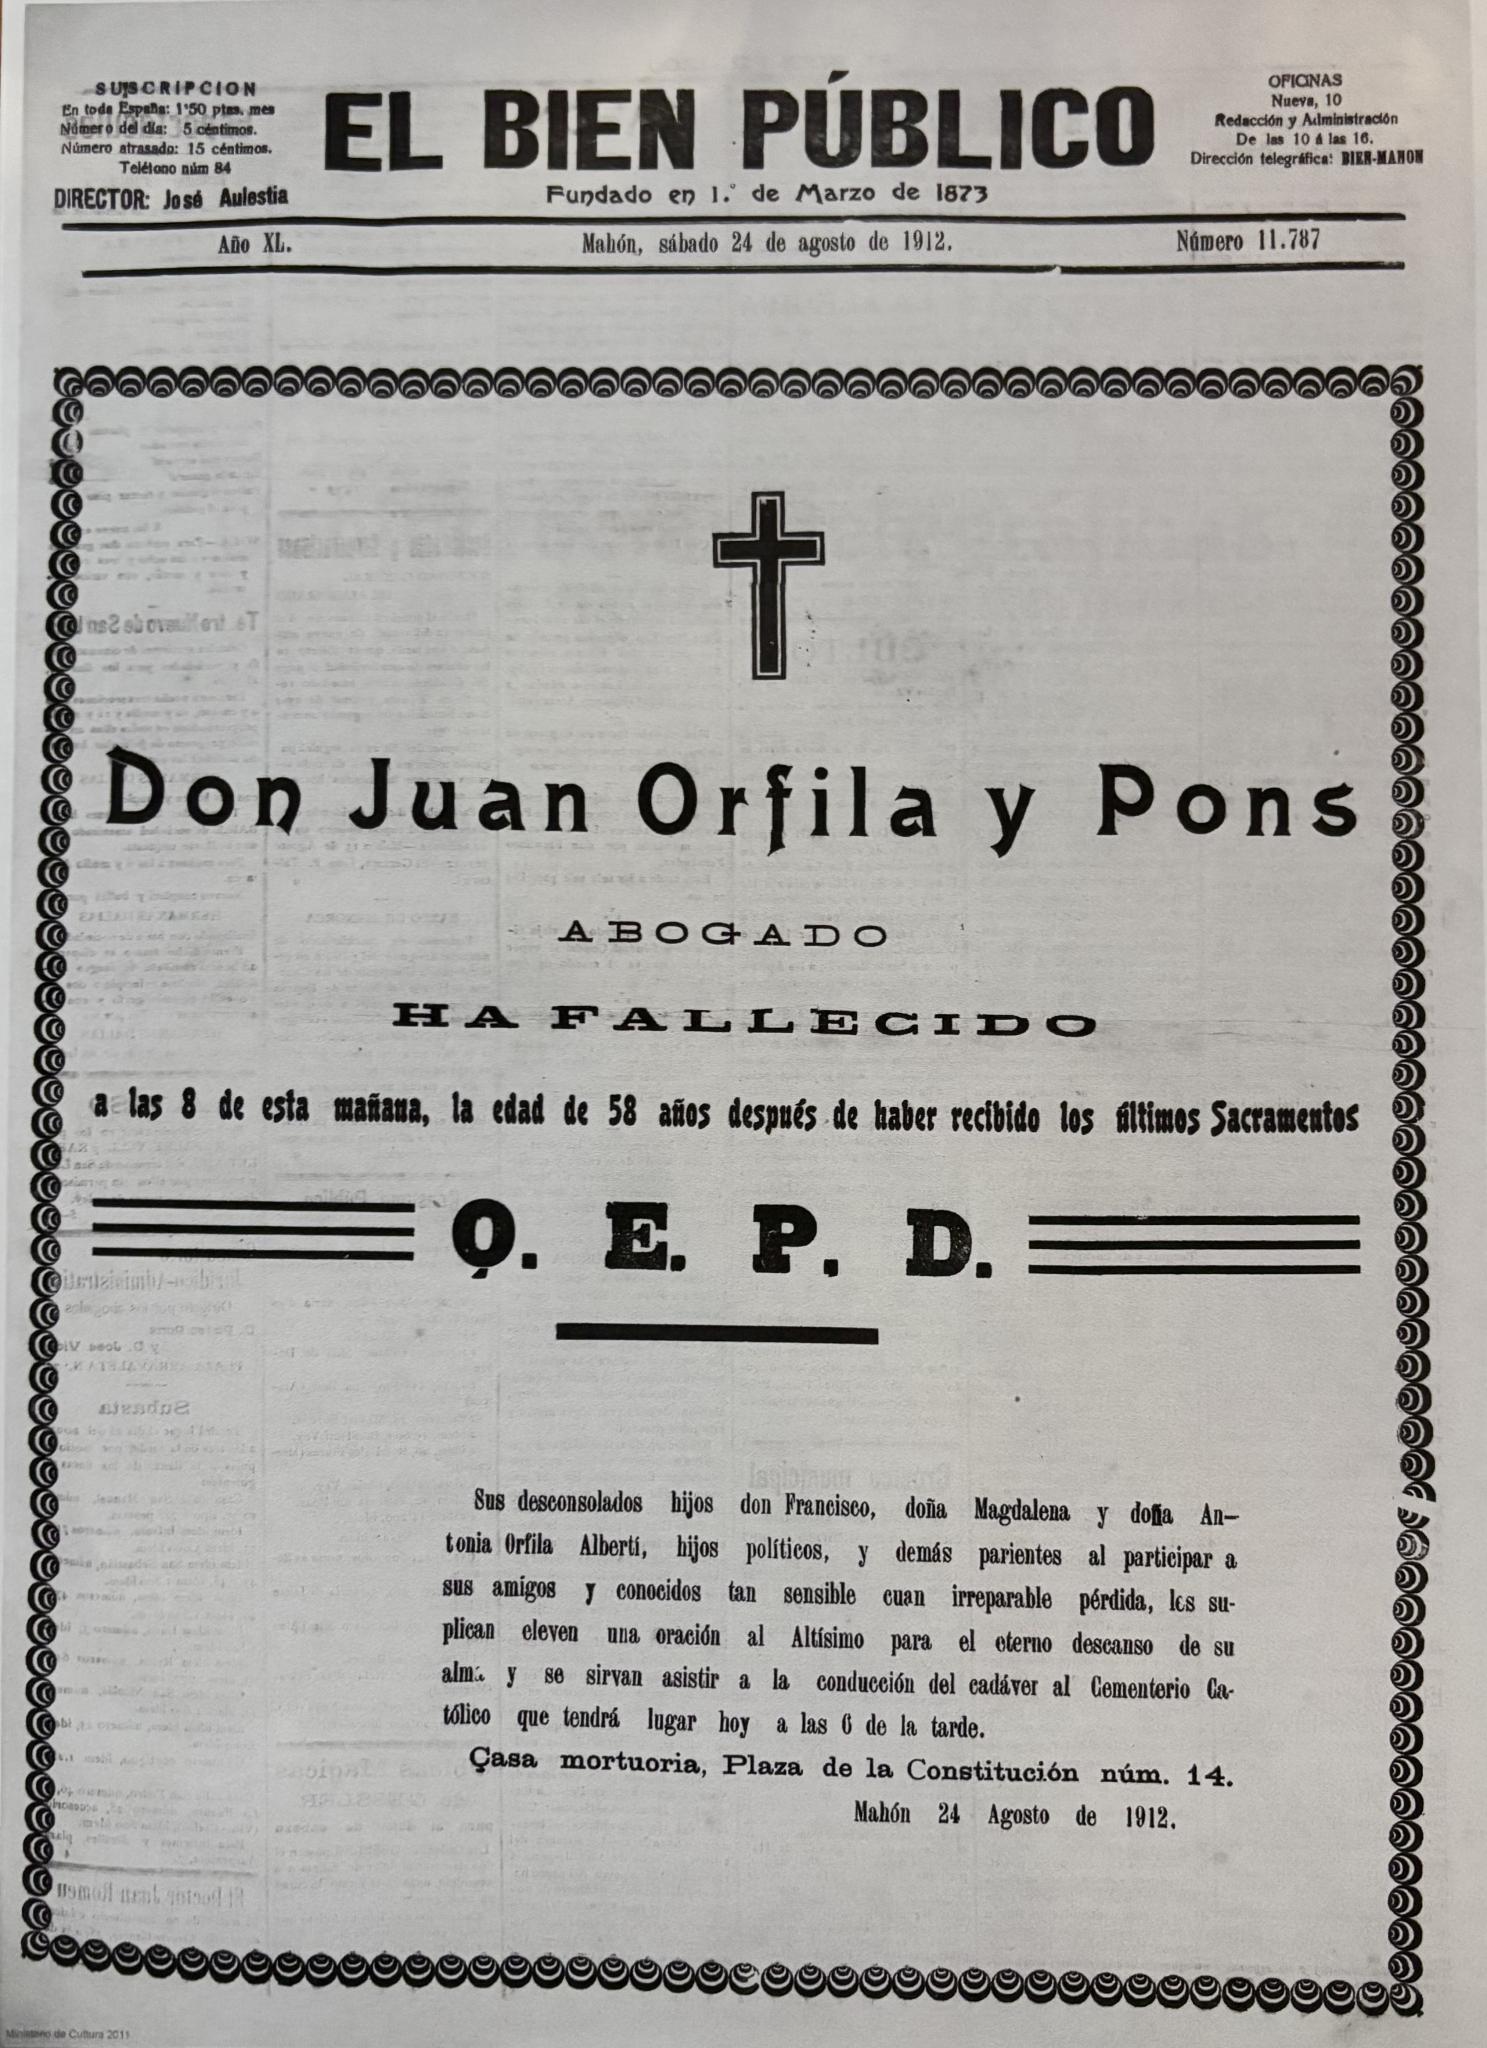 SUSCRIPCION
En toda España: 1'50 ptas. mes
Número del día: 5 céntimos.
Número atrasado: 15 céntimos.
Teléfono núm 84
DIRECTOR: José Aulestia
EL BIEN PÚBLICO
Fundado en 1.º de Marzo de 1873
OFICINAS
Nueva, 10
Redacción y Administración
De las 10 á las 16.
Dirección telegráfica: BIEN-MAHON
Año XL.
Mahón, sábado 24 de agosto de 1912.
Número 11.787
Don Juan Orfila y Pons
ABOGADO
HA FALLECIDO
a las 8 de esta mañana, la edad de 58 años después de haber recibido los últimos Sacramentos
Q. E. P. D.
Sus desconsolados hijos don Francisco, doña Magdalena y doña An-
tonia Orfila Albertí, hijos políticos, y demás parientes al participar a
sus amigos y conocidos tan sensible cuan irreparable pérdida, les su-
plican eleven una oración al Altísimo para el eterno descanso de su
alma y se sirvan asistir a la conducción del cadáver al Cementerio Ca-
tólico que tendrá lugar hoy a las 6 de la tarde.
Casa mortuoria, Plaza de la Constitución núm. 14.
Mahón 24 Agosto de 1912.
Ministerio de Cultura 2011